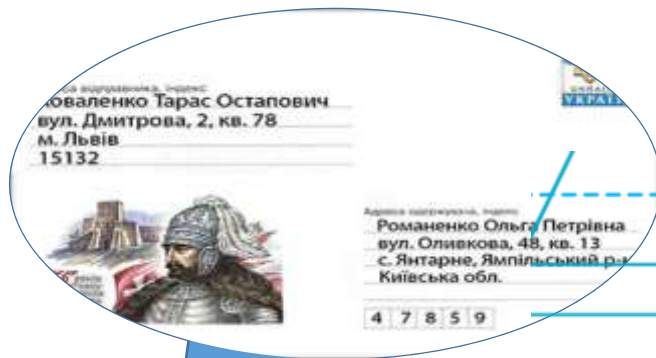 адреса відправника, індекс
Коваленко Тарас Остапович
вул. Дмитрова, 2, кв. 78
м. Львів
15132
УКРАЇН
Адреса одержувача, індекс
Романенко Ольга Петрівна
вул. Оливкова, 48, кв. 13
с. Янтарне, Ямпільський р-н
Київська обл.
4 7 8 5 9